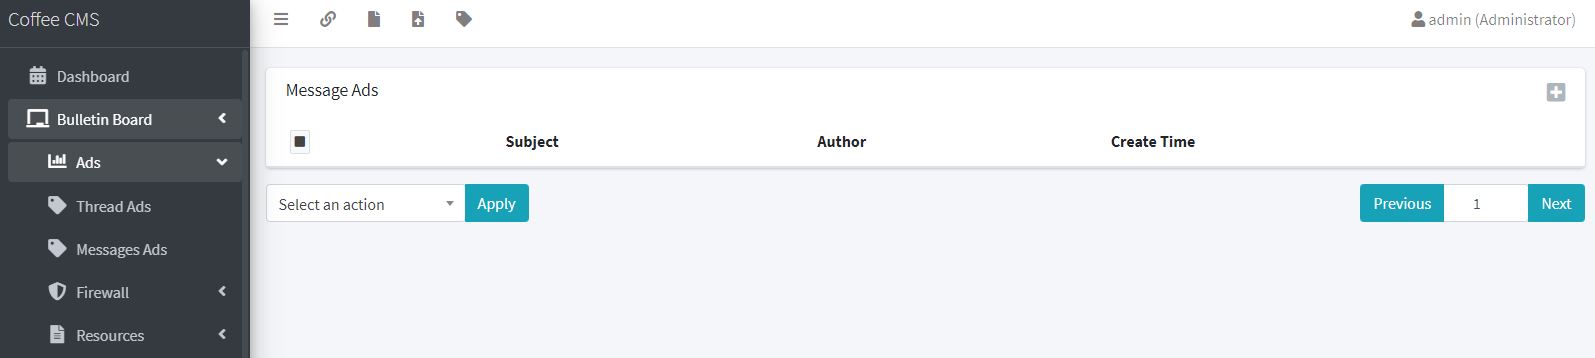 Coffee CMS
admin (Administrator)
Dashboard
Bulletin Board
Ads
Thread Ads
Messages Ads
Firewall
Resources
Message Ads
Subject Author Create Time
Select an action Apply
Previous 1 Next